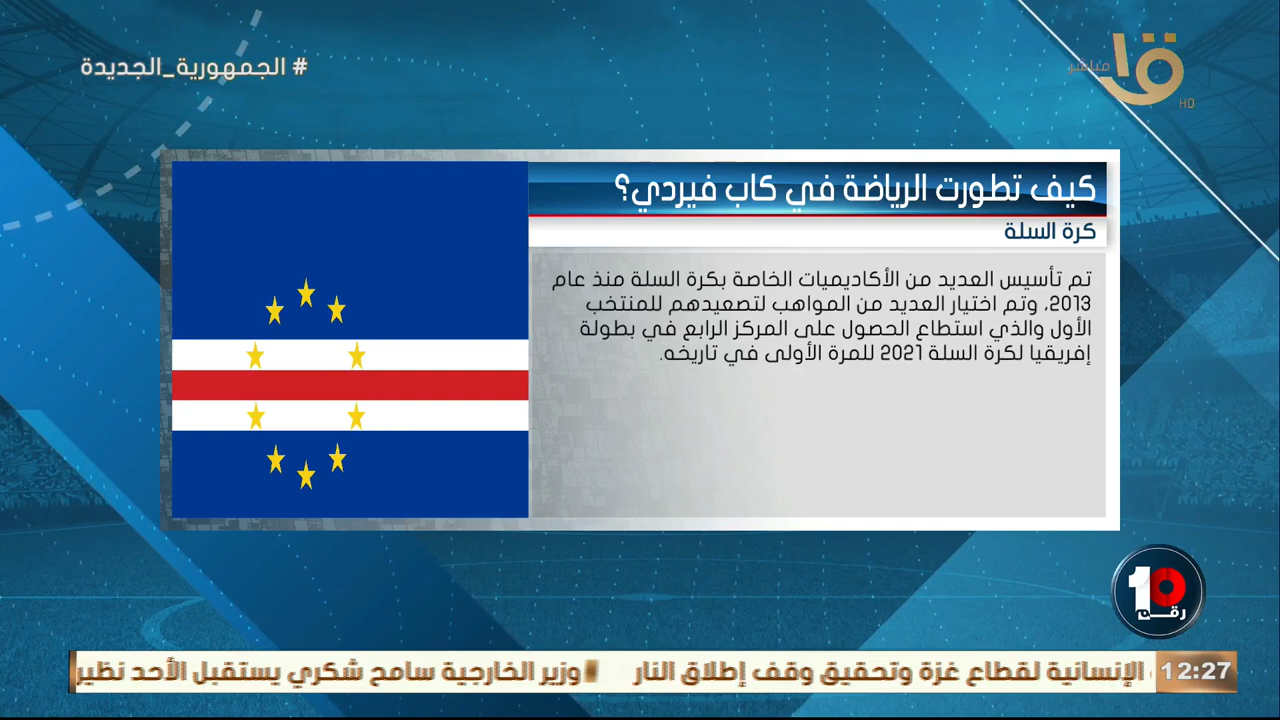 # الجمهورية_الجديدة
مباشر
HD
كيف تطورت الرياضة في كاب فيردي؟
كرة السلة
تم تأسيس العديد من الأكاديميات الخاصة بكرة السلة منذ عام
2013، وتم اختيار العديد من المواهب لتصعيدهم للمنتخب
الأول والذي استطاع الحصول على المركز الرابع في بطولة
إفريقيا لكرة السلة 2021 للمرة الأولى في تاريخه.
رقم 10
12:27 الإنسانية لقطاع غزة وتحقيق وقف إطلاق النار وزير الخارجية سامح شكري يستقبل الأحد نظير